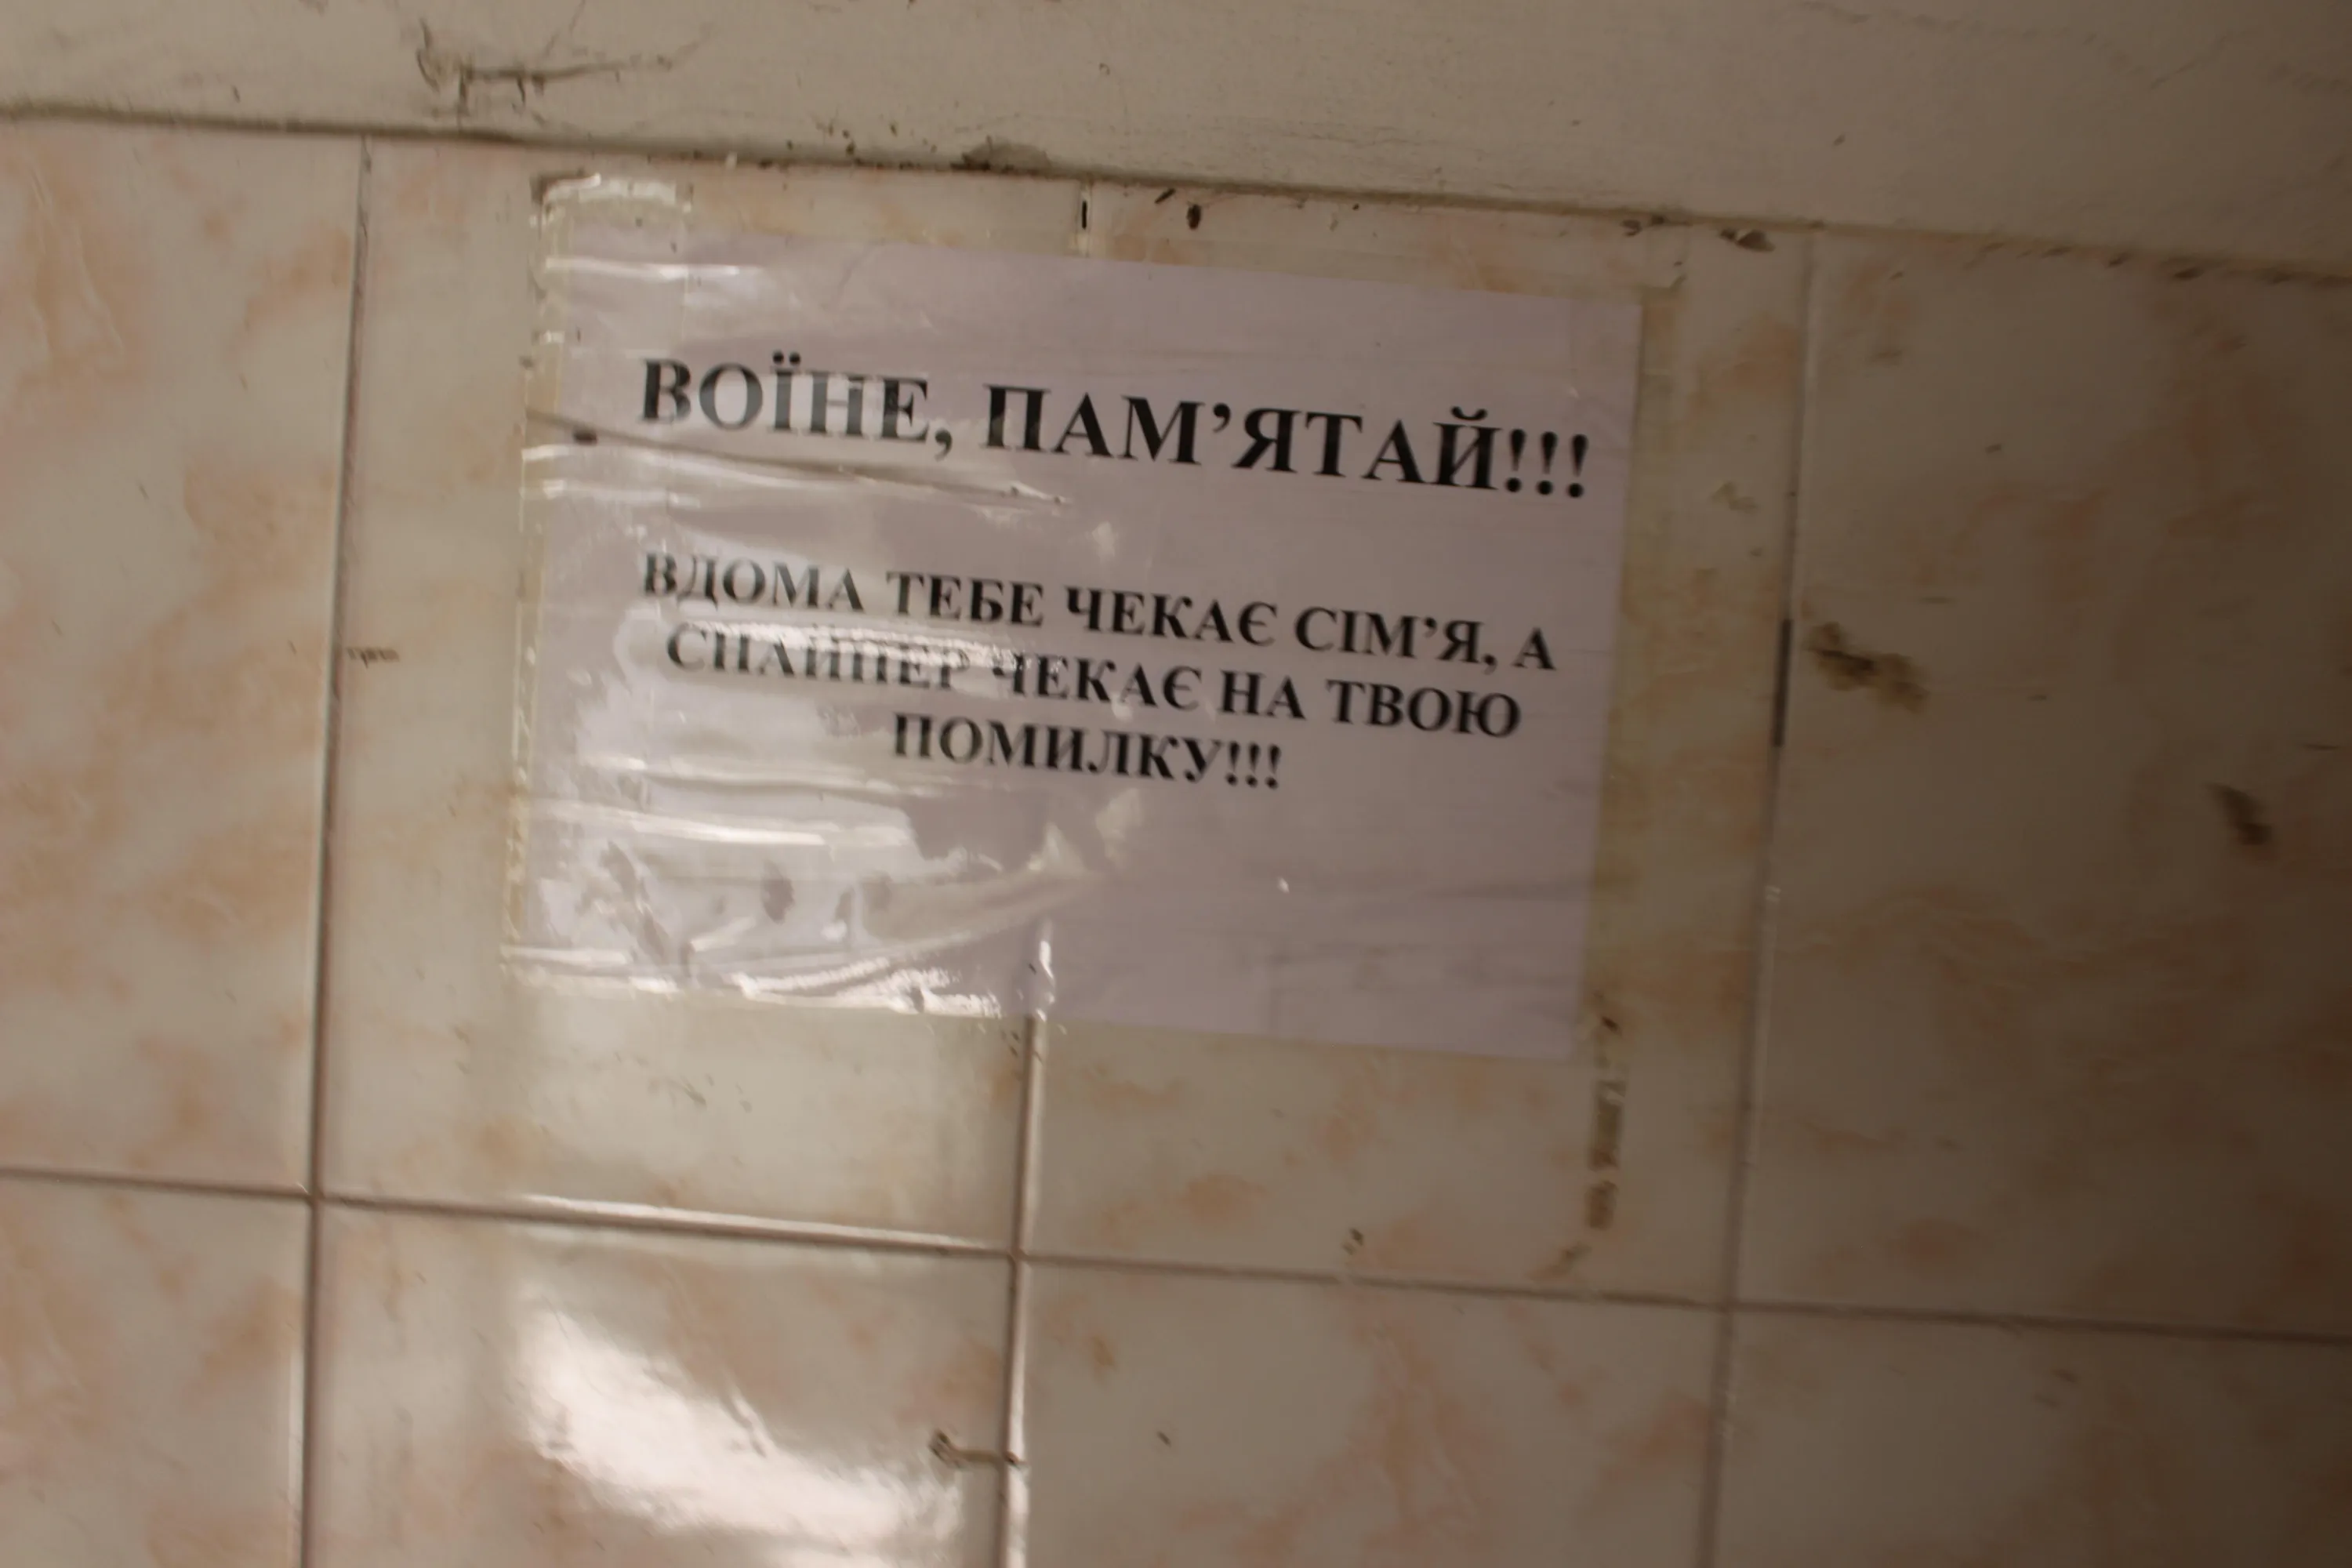 ВОЇНЕ, ПАМ’ЯТАЙ!!!
ВДОМА ТЕБЕ ЧЕКАЄ СІМ’Я, А
СНАЙПЕР ЧЕКАЄ НА ТВОЮ
ПОМИЛКУ!!!